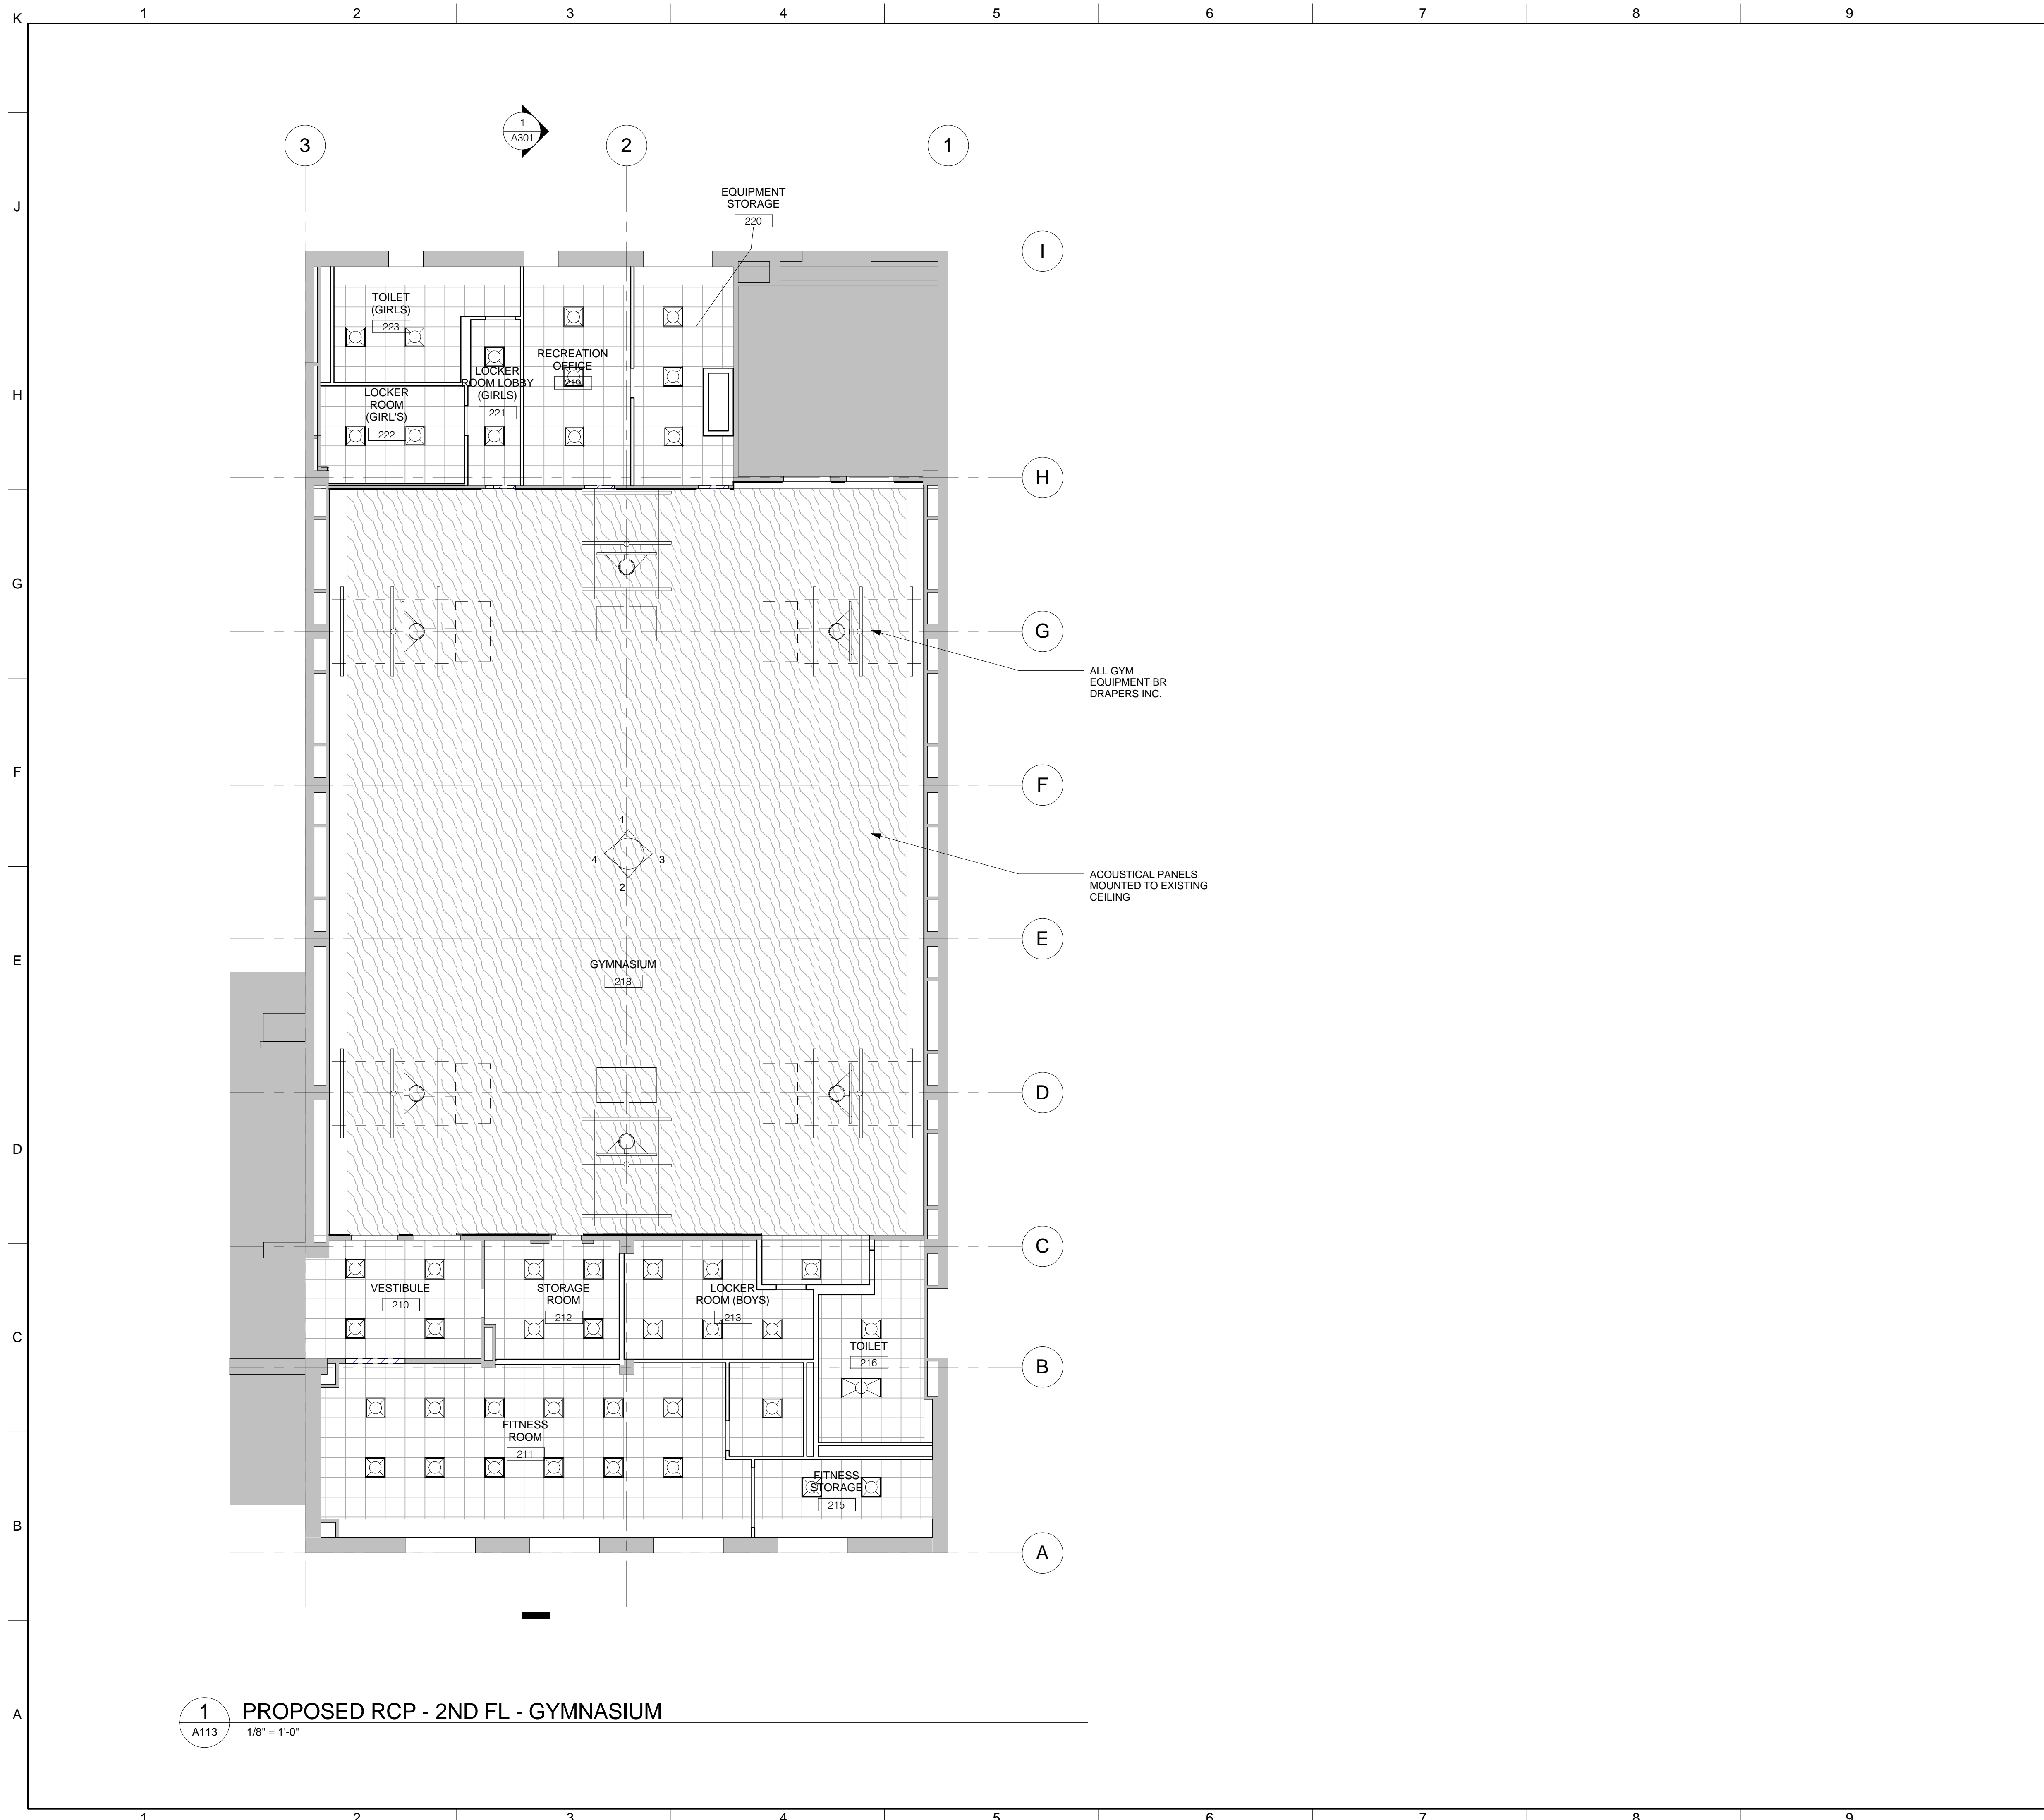 1 2 3 4 5 6 7 8 9
K
J
H
G
F
E
D
C
B
A
1
A301
3
2
1
EQUIPMENT
STORAGE
220
I
TOILET
(GIRLS)
223
RECREATION
OFFICE
219
LOCKER
ROOM LOBBY
(GIRLS)
221
LOCKER
ROOM
(GIRL'S)
222
H
G
ALL GYM
EQUIPMENT BR
DRAPERS INC.
F
1
4
3
2
ACOUSTICAL PANELS
MOUNTED TO EXISTING
CEILING
E
GYMNASIUM
218
D
C
VESTIBULE
210
STORAGE
ROOM
212
LOCKER
ROOM (BOYS)
213
TOILET
216
B
FITNESS
ROOM
211
FITNESS
STORAGE
215
A
1
A113
PROPOSED RCP - 2ND FL - GYMNASIUM
1/8" = 1'-0"
1 2 3 4 5 6 7 8 9